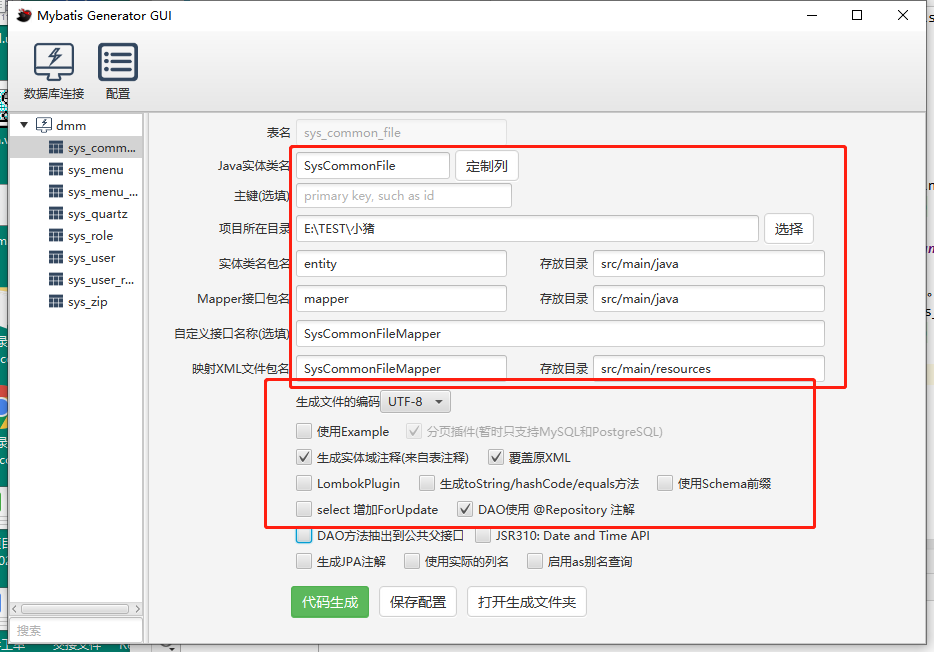 Mybatis Generator GUI
数据库连接 配置
dmm
sys_comm...
sys_menu
sys_menu_...
sys_quartz
sys_role
sys_user
sys_user_r...
sys_zip
搜索
表名 sys_common_file
Java实体类名 SysCommonFile 定制列
主键(选填) primary key, such as id
项目所在目录 E:\TEST\小猪 选择
实体类名包名 entity 存放目录 src/main/java
Mapper接口包名 mapper 存放目录 src/main/java
自定义接口名称(选填) SysCommonFileMapper
映射XML文件包名 SysCommonFileMapper 存放目录 src/main/resources
生成文件的编码 UTF-8
使用Example 分页插件(暂时只支持MySQL和PostgreSQL)
生成实体域注释(来自表注释) 覆盖原XML
LombokPlugin 生成toString/hashCode/equals方法 使用Schema前缀
select 增加ForUpdate DAO使用 @Repository 注解
DAO方法抽出到公共父接口 JSR310: Date and Time API
生成JPA注解 使用实际的列名 启用as别名查询
代码生成 保存配置 打开生成文件夹